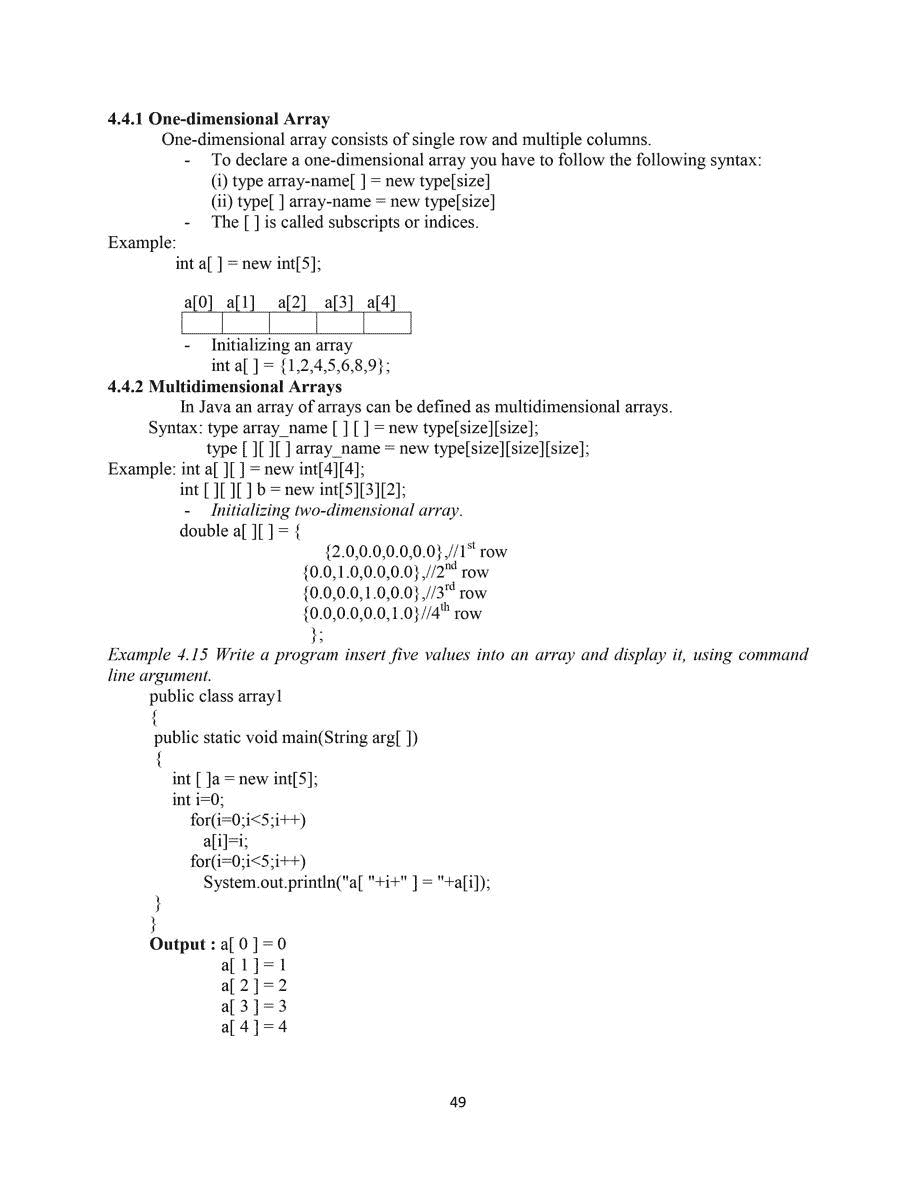 4.4.1 One-dimensional Array
One-dimensional array consists of single row and multiple columns.
- To declare a one-dimensional array you have to follow the following syntax:
(i) type array-name[ ] = new type[size]
(ii) type[ ] array-name = new type[size]
- The [ ] is called subscripts or indices.
Example:
int a[ ] = new int[5];
a[0] a[1] a[2] a[3] a[4]
- Initializing an array
int a[ ] = {1,2,4,5,6,8,9};
4.4.2 Multidimensional Arrays
In Java an array of arrays can be defined as multidimensional arrays.
Syntax: type array_name [ ] [ ] = new type[size][size];
type [ ][ ][ ] array_name = new type[size][size][size];
Example: int a[ ][ ] = new int[4][4];
int [ ][ ][ ] b = new int[5][3][2];
- Initializing two-dimensional array.
double a[ ][ ] = {
{2.0,0.0,0.0,0.0},//1st row
{0.0,1.0,0.0,0.0},//2nd row
{0.0,0.0,1.0,0.0},//3rd row
{0.0,0.0,0.0,1.0}//4th row
};
Example 4.15 Write a program insert five values into an array and display it, using command
line argument.
public class array1
{
public static void main(String arg[ ])
{
int [ ]a = new int[5];
int i=0;
for(i=0;i<5;i++)
a[i]=i;
for(i=0;i<5;i++)
System.out.println("a[ "+i+" ] = "+a[i]);
}
}
Output : a[ 0 ] = 0
a[ 1 ] = 1
a[ 2 ] = 2
a[ 3 ] = 3
a[ 4 ] = 4
49